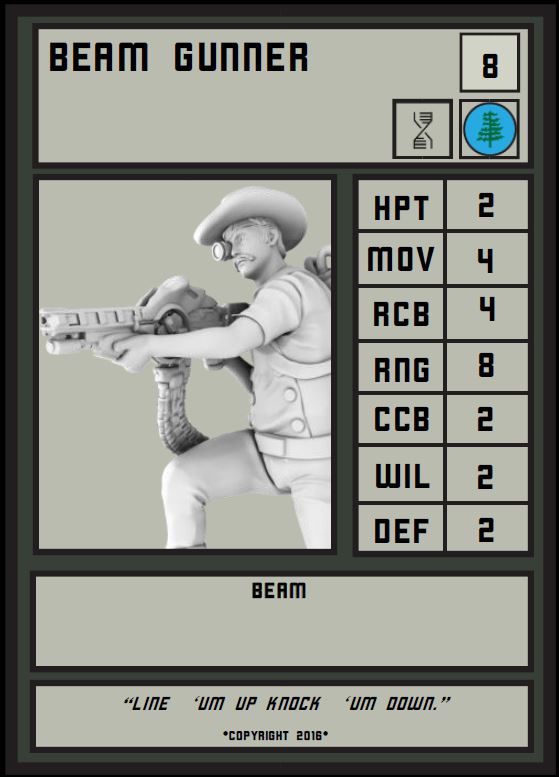 BEAM GUNNER
8
HPT 2
MOV 4
RCB 4
RNG 8
CCB 2
WIL 2
DEF 2
BEAM
“LINE ‘UM UP KNOCK ‘UM DOWN.”
*COPYRIGHT 2016*